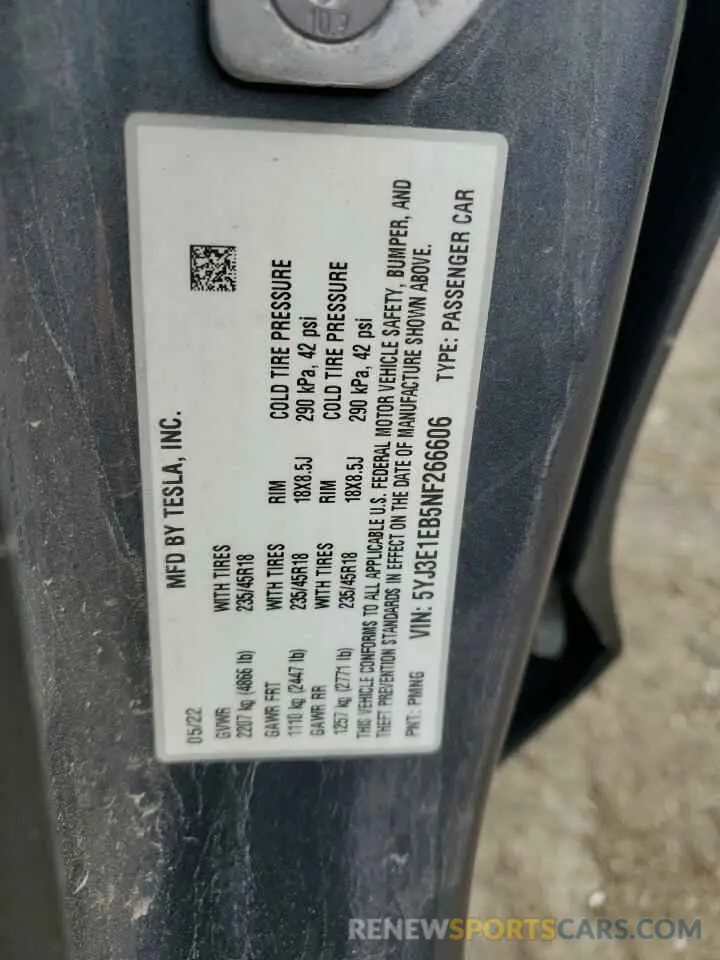 10.9
MFD BY TESLA, INC.
05/22
GVWR WITH TIRES
2207 kg (4866 lb) 235/45R18
GAWR FRT WITH TIRES RIM COLD TIRE PRESSURE
1110 kg (2447 lb) 235/45R18 18X8.5J 290 kPa, 42 psi
GAWR RR WITH TIRES RIM COLD TIRE PRESSURE
1257 kg (2771 lb) 235/45R18 18X8.5J 290 kPa, 42 psi
THIS VEHICLE CONFORMS TO ALL APPLICABLE U.S. FEDERAL MOTOR VEHICLE SAFETY, BUMPER, AND
THEFT PREVENTION STANDARDS IN EFFECT ON THE DATE OF MANUFACTURE SHOWN ABOVE.
PNT: PMNG VIN: 5YJ3E1EB5NF266606 TYPE: PASSENGER CAR
RENEWSPORTSCARS.COM